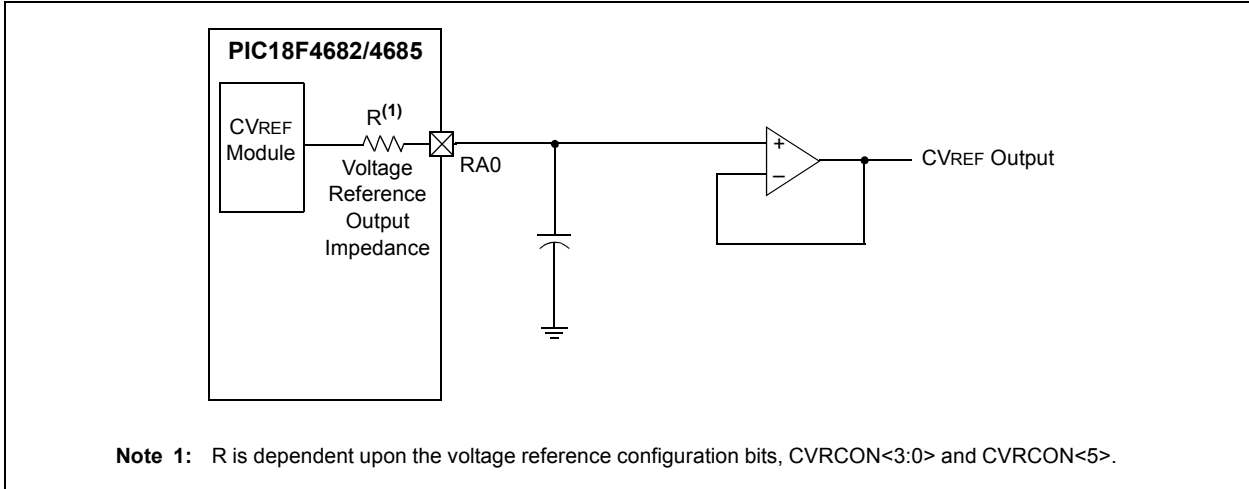 PIC18F4682/4685
CVREF
Module
R(1)
Voltage
Reference
Output
Impedance
RA0
+
–
CVREF Output
Note 1: R is dependent upon the voltage reference configuration bits, CVRCON<3:0> and CVRCON<5>.